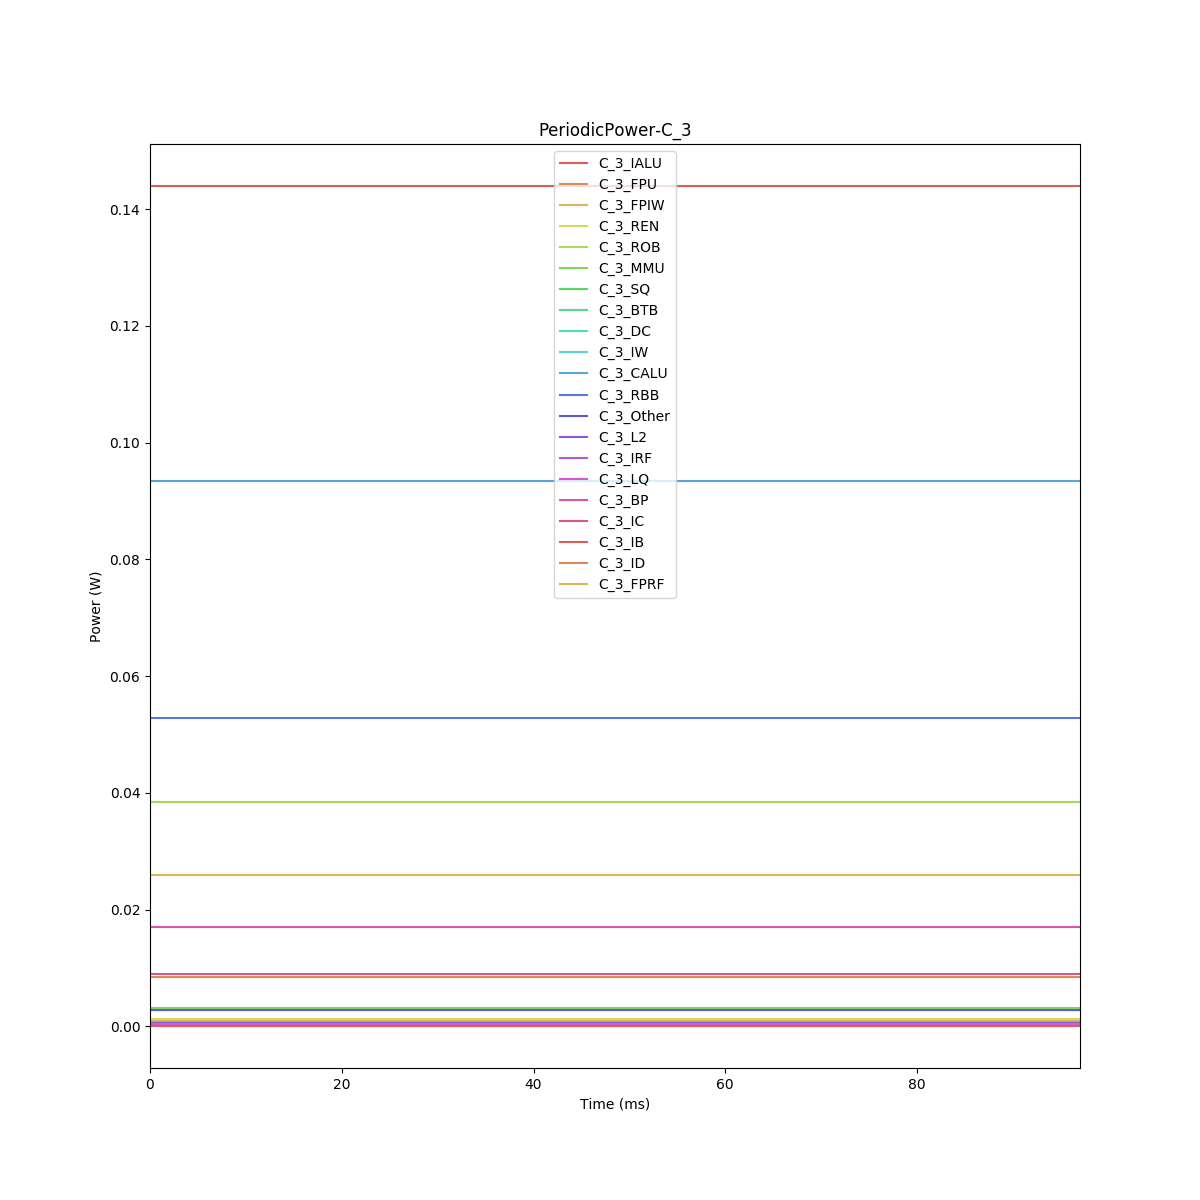 PeriodicPower-C_3
C_3_IALU
C_3_FPU
C_3_FPIW
C_3_REN
C_3_ROB
C_3_MMU
C_3_SQ
C_3_BTB
C_3_DC
C_3_IW
C_3_CALU
C_3_RBB
C_3_Other
C_3_L2
C_3_IRF
C_3_LQ
C_3_BP
C_3_IC
C_3_IB
C_3_ID
C_3_FPRF
0.14
0.12
0.10
0.08
0.06
0.04
0.02
0.00
Power (W)
0 20 40 60 80
Time (ms)